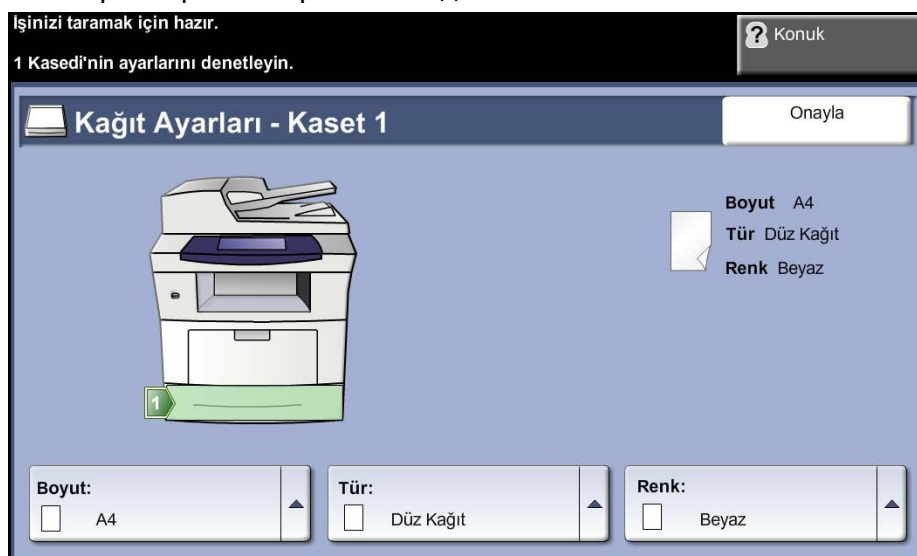 İşinizi taramak için hazır.
Konuk
1 Kasedi'nin ayarlarını denetleyin.
Kağıt Ayarları - Kaset 1
Onayla
Boyut A4
Tür Düz Kağıt
Renk Beyaz
1
Boyut:
A4
Tür:
Düz Kağıt
Renk:
Beyaz